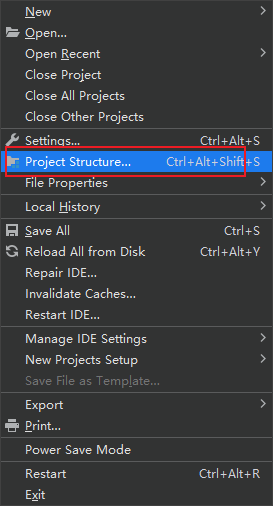 New
Open...
Open Recent
Close Project
Close All Projects
Close Other Projects
Settings... Ctrl+Alt+S
Project Structure... Ctrl+Alt+Shift+S
File Properties
Local History
Save All Ctrl+S
Reload All from Disk Ctrl+Alt+Y
Repair IDE...
Invalidate Caches...
Restart IDE...
Manage IDE Settings
New Projects Setup
Save File as Template...
Export
Print...
Power Save Mode
Restart Ctrl+Alt+R
Exit